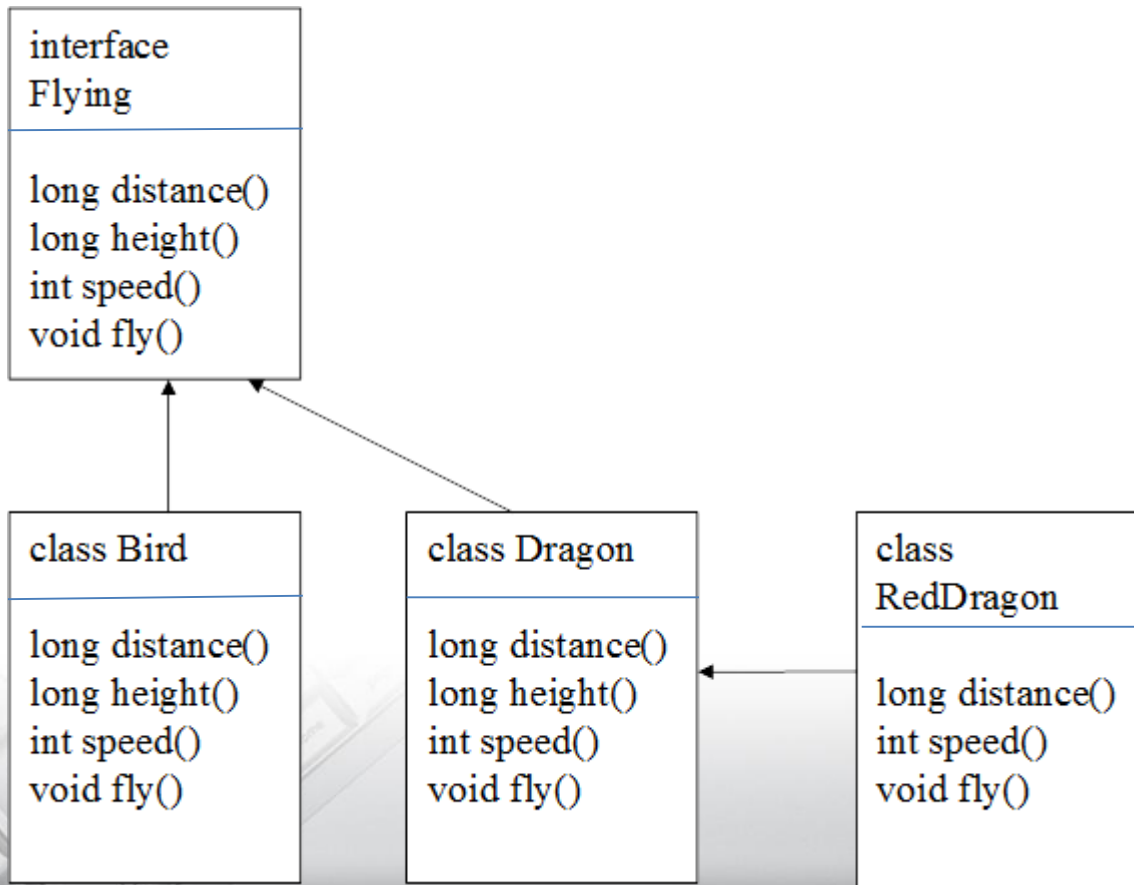 interface
Flying
long distance()
long height()
int speed()
void fly()
class Bird
long distance()
long height()
int speed()
void fly()
class Dragon
long distance()
long height()
int speed()
void fly()
class
RedDragon
long distance()
int speed()
void fly()